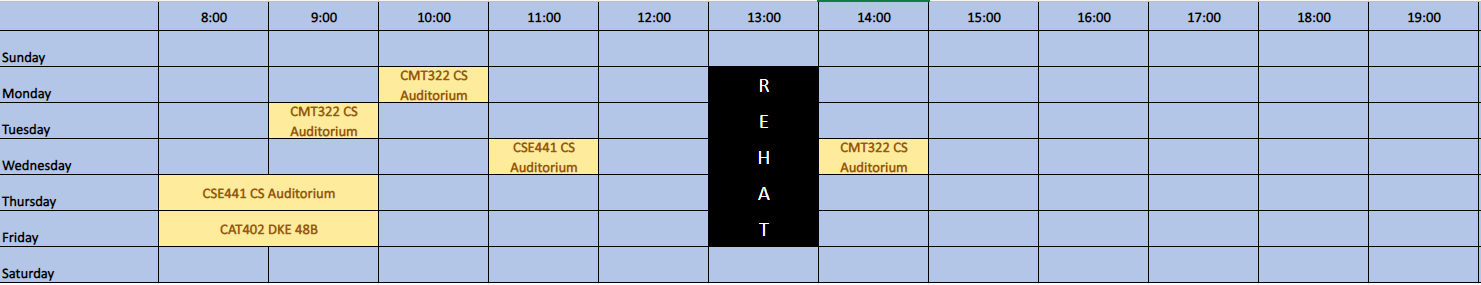 8:00 9:00 10:00 11:00 12:00 13:00 14:00 15:00 16:00 17:00 18:00 19:00
Sunday
Monday CMT322 CS Auditorium R
Tuesday CMT322 CS Auditorium E
Wednesday CSE441 CS Auditorium H CMT322 CS Auditorium
Thursday CSE441 CS Auditorium A
Friday CAT402 DKE 48B T
Saturday